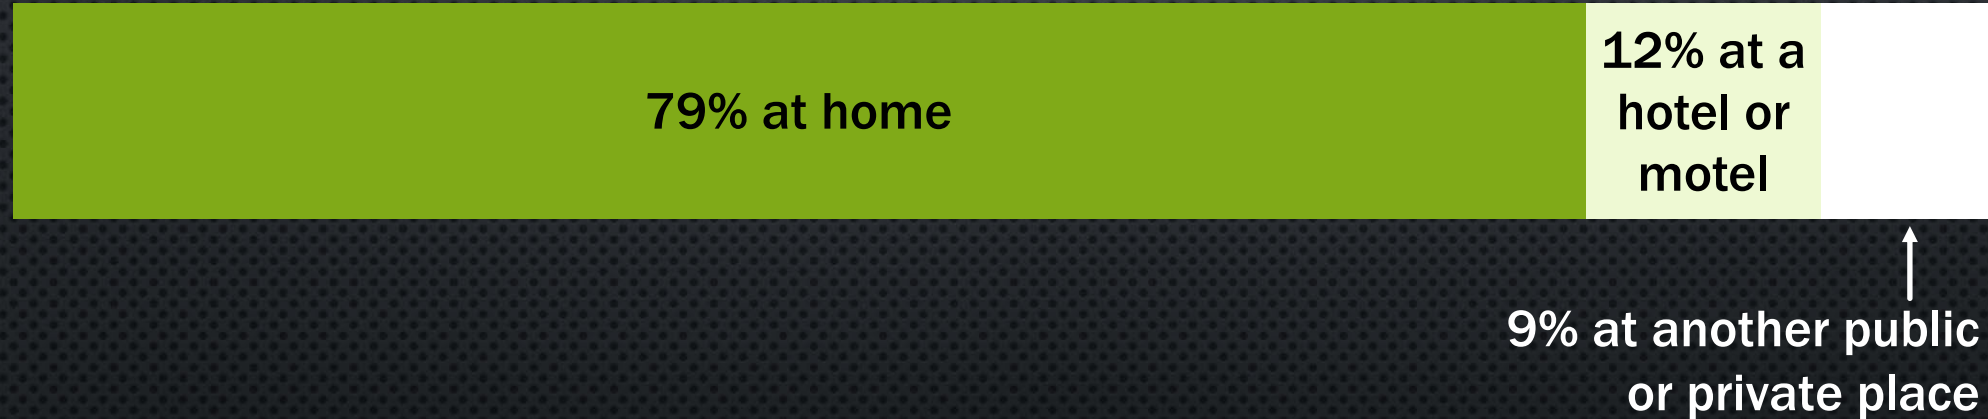 79% at home
12% at a
hotel or
motel
9% at another public
or private place